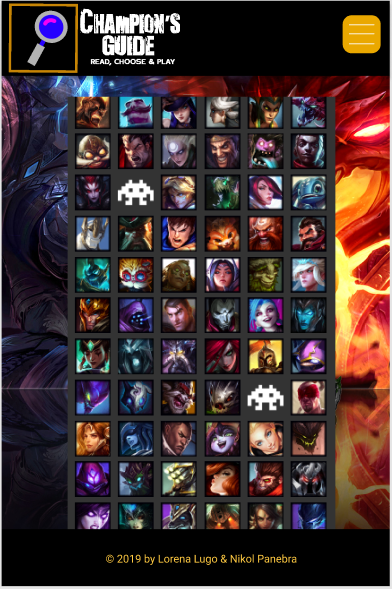 CHAMPION'S
GUIDE
READ, CHOOSE & PLAY
© 2019 by Lorena Lugo & Nikol Panebra